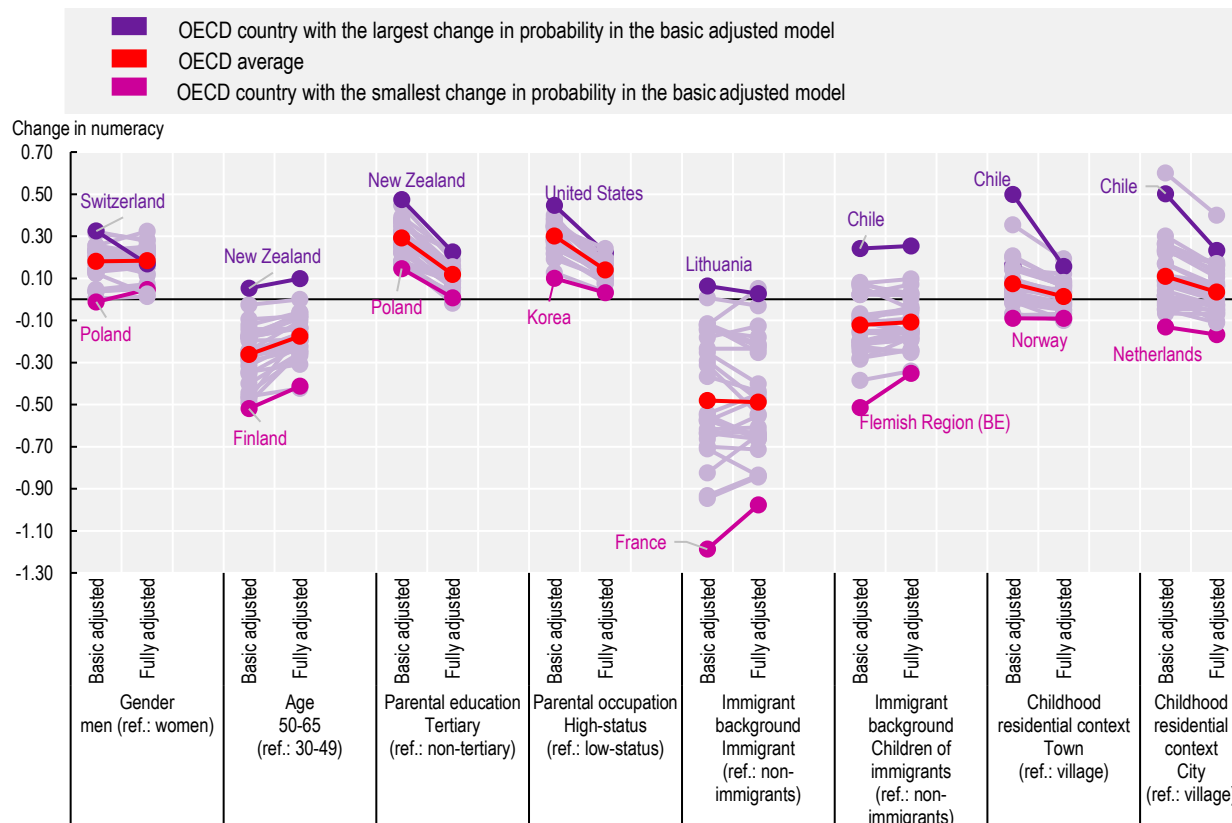 OECD country with the largest change in probability in the basic adjusted model
OECD average
OECD country with the smallest change in probability in the basic adjusted model
Change in numeracy
0.70
0.50
0.30
0.10
-0.10
-0.30
-0.50
-0.70
-0.90
-1.10
-1.30
Switzerland
Poland
New Zealand
Finland
New Zealand
Poland
United States
Korea
Lithuania
France
Chile
Flemish Region (BE)
Chile
Norway
Chile
Netherlands
Basic adjusted
Fully adjusted
Basic adjusted
Fully adjusted
Basic adjusted
Fully adjusted
Basic adjusted
Fully adjusted
Basic adjusted
Fully adjusted
Basic adjusted
Fully adjusted
Basic adjusted
Fully adjusted
Basic adjusted
Fully adjusted
Gender
men (ref.: women)
Age
50-65
(ref.: 30-49)
Parental education
Tertiary
(ref.: non-tertiary)
Parental occupation
High-status
(ref.: low-status)
Immigrant
background
Immigrant
(ref.: non-
immigrants)
Immigrant
background
Children of
immigrants
(ref.: non-
immigrants)
Childhood
residential context
Town
(ref.: village)
Childhood
residential
context
City
(ref.: village)